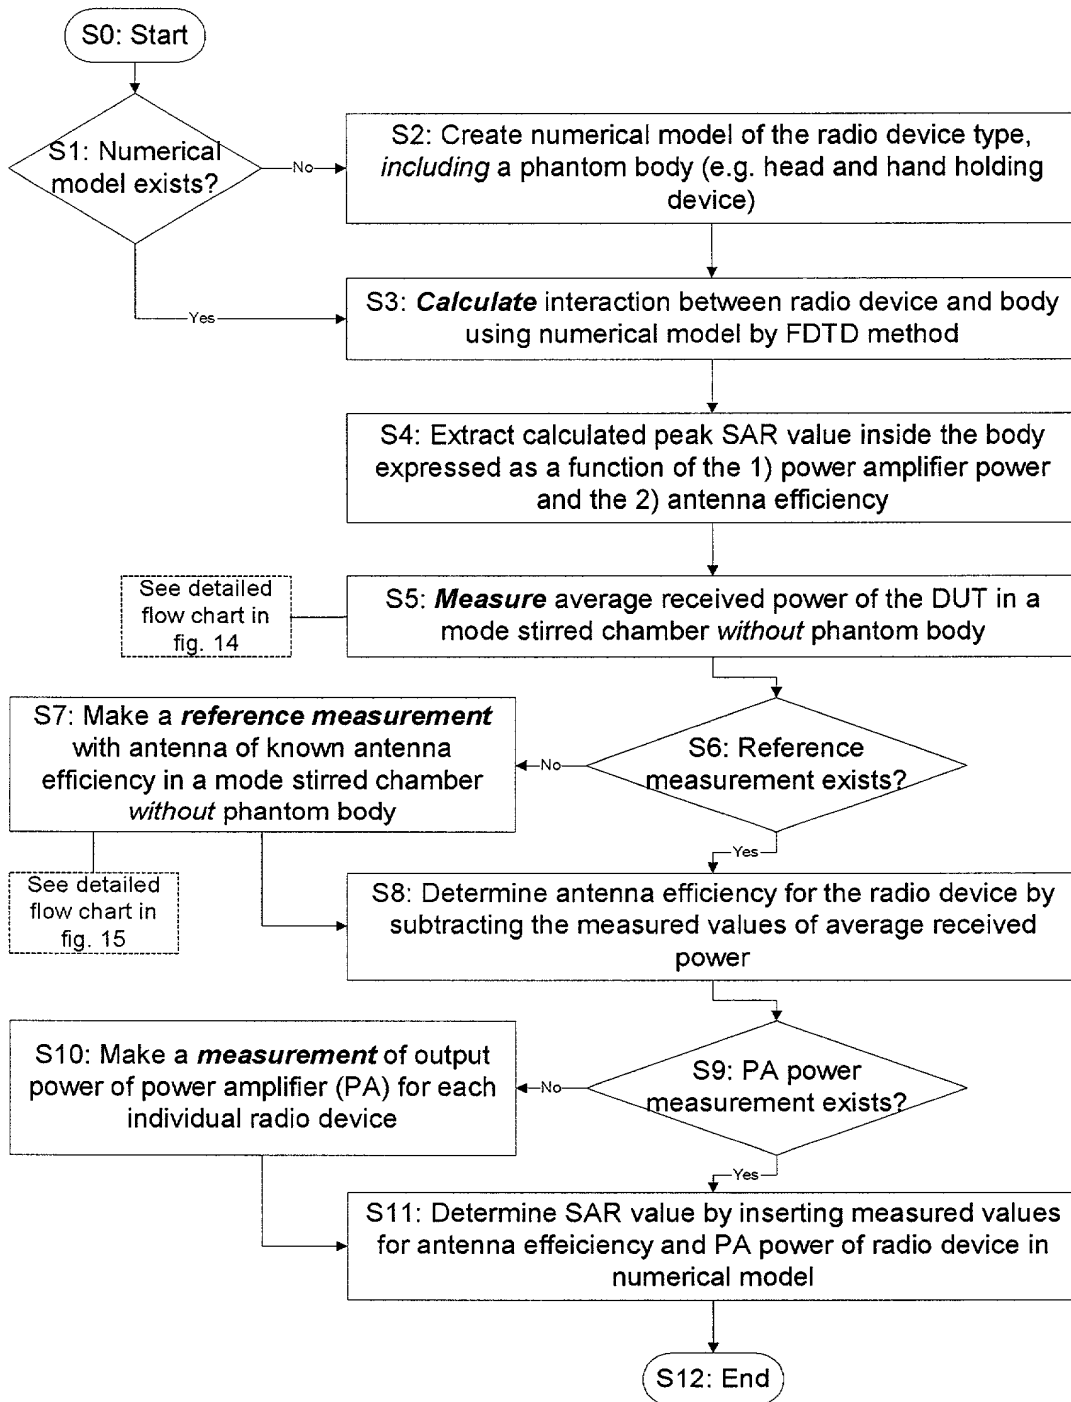 S0: Start
S1: Numerical
model exists?
No
S2: Create numerical model of the radio device type,
including a phantom body (e.g. head and hand holding
device)
Yes
S3: Calculate interaction between radio device and body
using numerical model by FDTD method
S4: Extract calculated peak SAR value inside the body
expressed as a function of the 1) power amplifier power
and the 2) antenna efficiency
See detailed
flow chart in
fig. 14
S5: Measure average received power of the DUT in a
mode stirred chamber without phantom body
S6: Reference
measurement exists?
No
S7: Make a reference measurement
with antenna of known antenna
efficiency in a mode stirred chamber
without phantom body
Yes
See detailed
flow chart in
fig. 15
S8: Determine antenna efficiency for the radio device by
subtracting the measured values of average received
power
S9: PA power
measurement exists?
No
S10: Make a measurement of output
power of power amplifier (PA) for each
individual radio device
Yes
S11: Determine SAR value by inserting measured values
for antenna effeiciency and PA power of radio device in
numerical model
S12: End